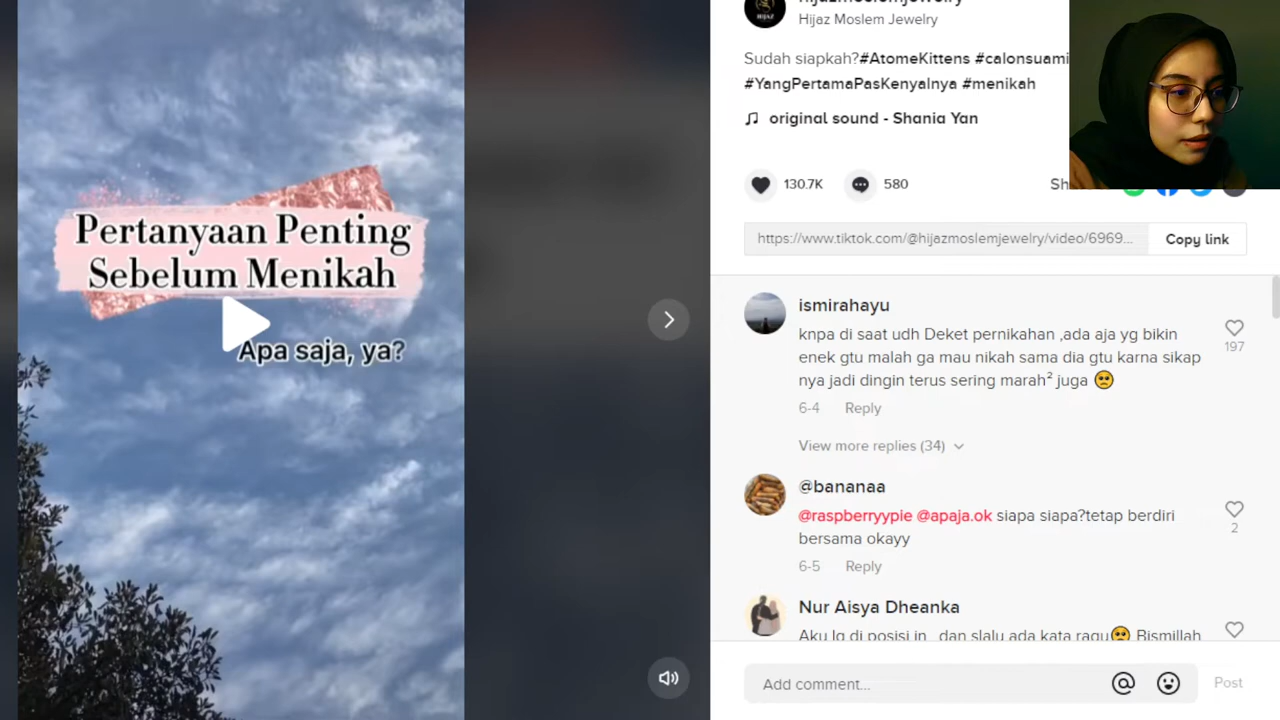 Pertanyaan Penting
Sebelum Menikah
Apa saja, ya?
HIJAZ
hijazmoslemjewelry
Hijaz Moslem Jewelry
Sudah siapkah?#AtomeKittens #calonsuami
#YangPertamaPasKenyalnya #menikah
original sound - Shania Yan
130.7K
580
https://www.tiktok.com/@hijazmoslemjewelry/video/6969...
Copy link
ismirahayu
knpa di saat udh Deket pernikahan ,ada aja yg bikin
enek gtu malah ga mau nikah sama dia gtu karna sikap
nya jadi dingin terus sering marah² juga 🥺
197
6-4 Reply
View more replies (34)
@bananaa
@raspberryypie @apaja.ok siapa siapa?tetap berdiri
bersama okayy
2
6-5 Reply
Nur Aisya Dheanka
Aku lg di posisi in dan slalu ada kata ragu🥺 Bismillah
Add comment...
Post